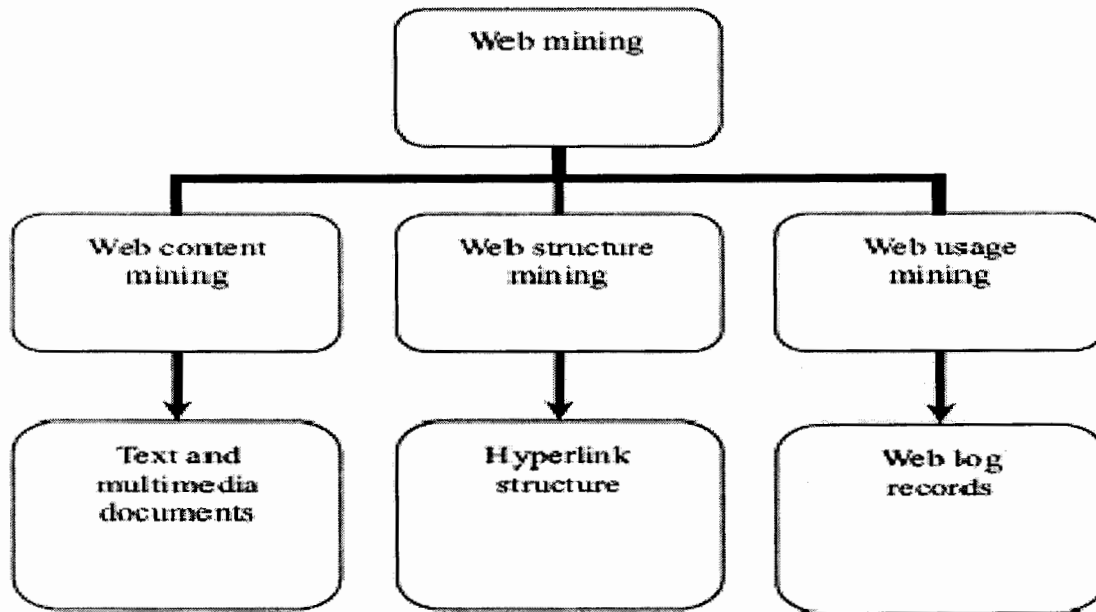 Web mining
Web content
mining
Web structure
mining
Web usage
mining
Text and
multimedia
documents
Hyperlink
structure
Web log
records